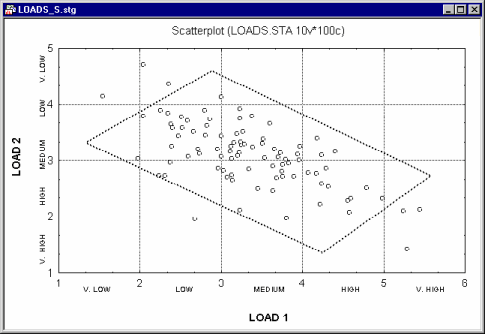 LOADS_S.stg
Scatterplot (LOADS.STA 10v*100c)
5
4
3
2
1
V. LOW
LOW
MEDIUM
HIGH
V. HIGH
LOAD 2
1 2 3 4 5 6
V. LOW LOW MEDIUM HIGH V. HIGH
LOAD 1